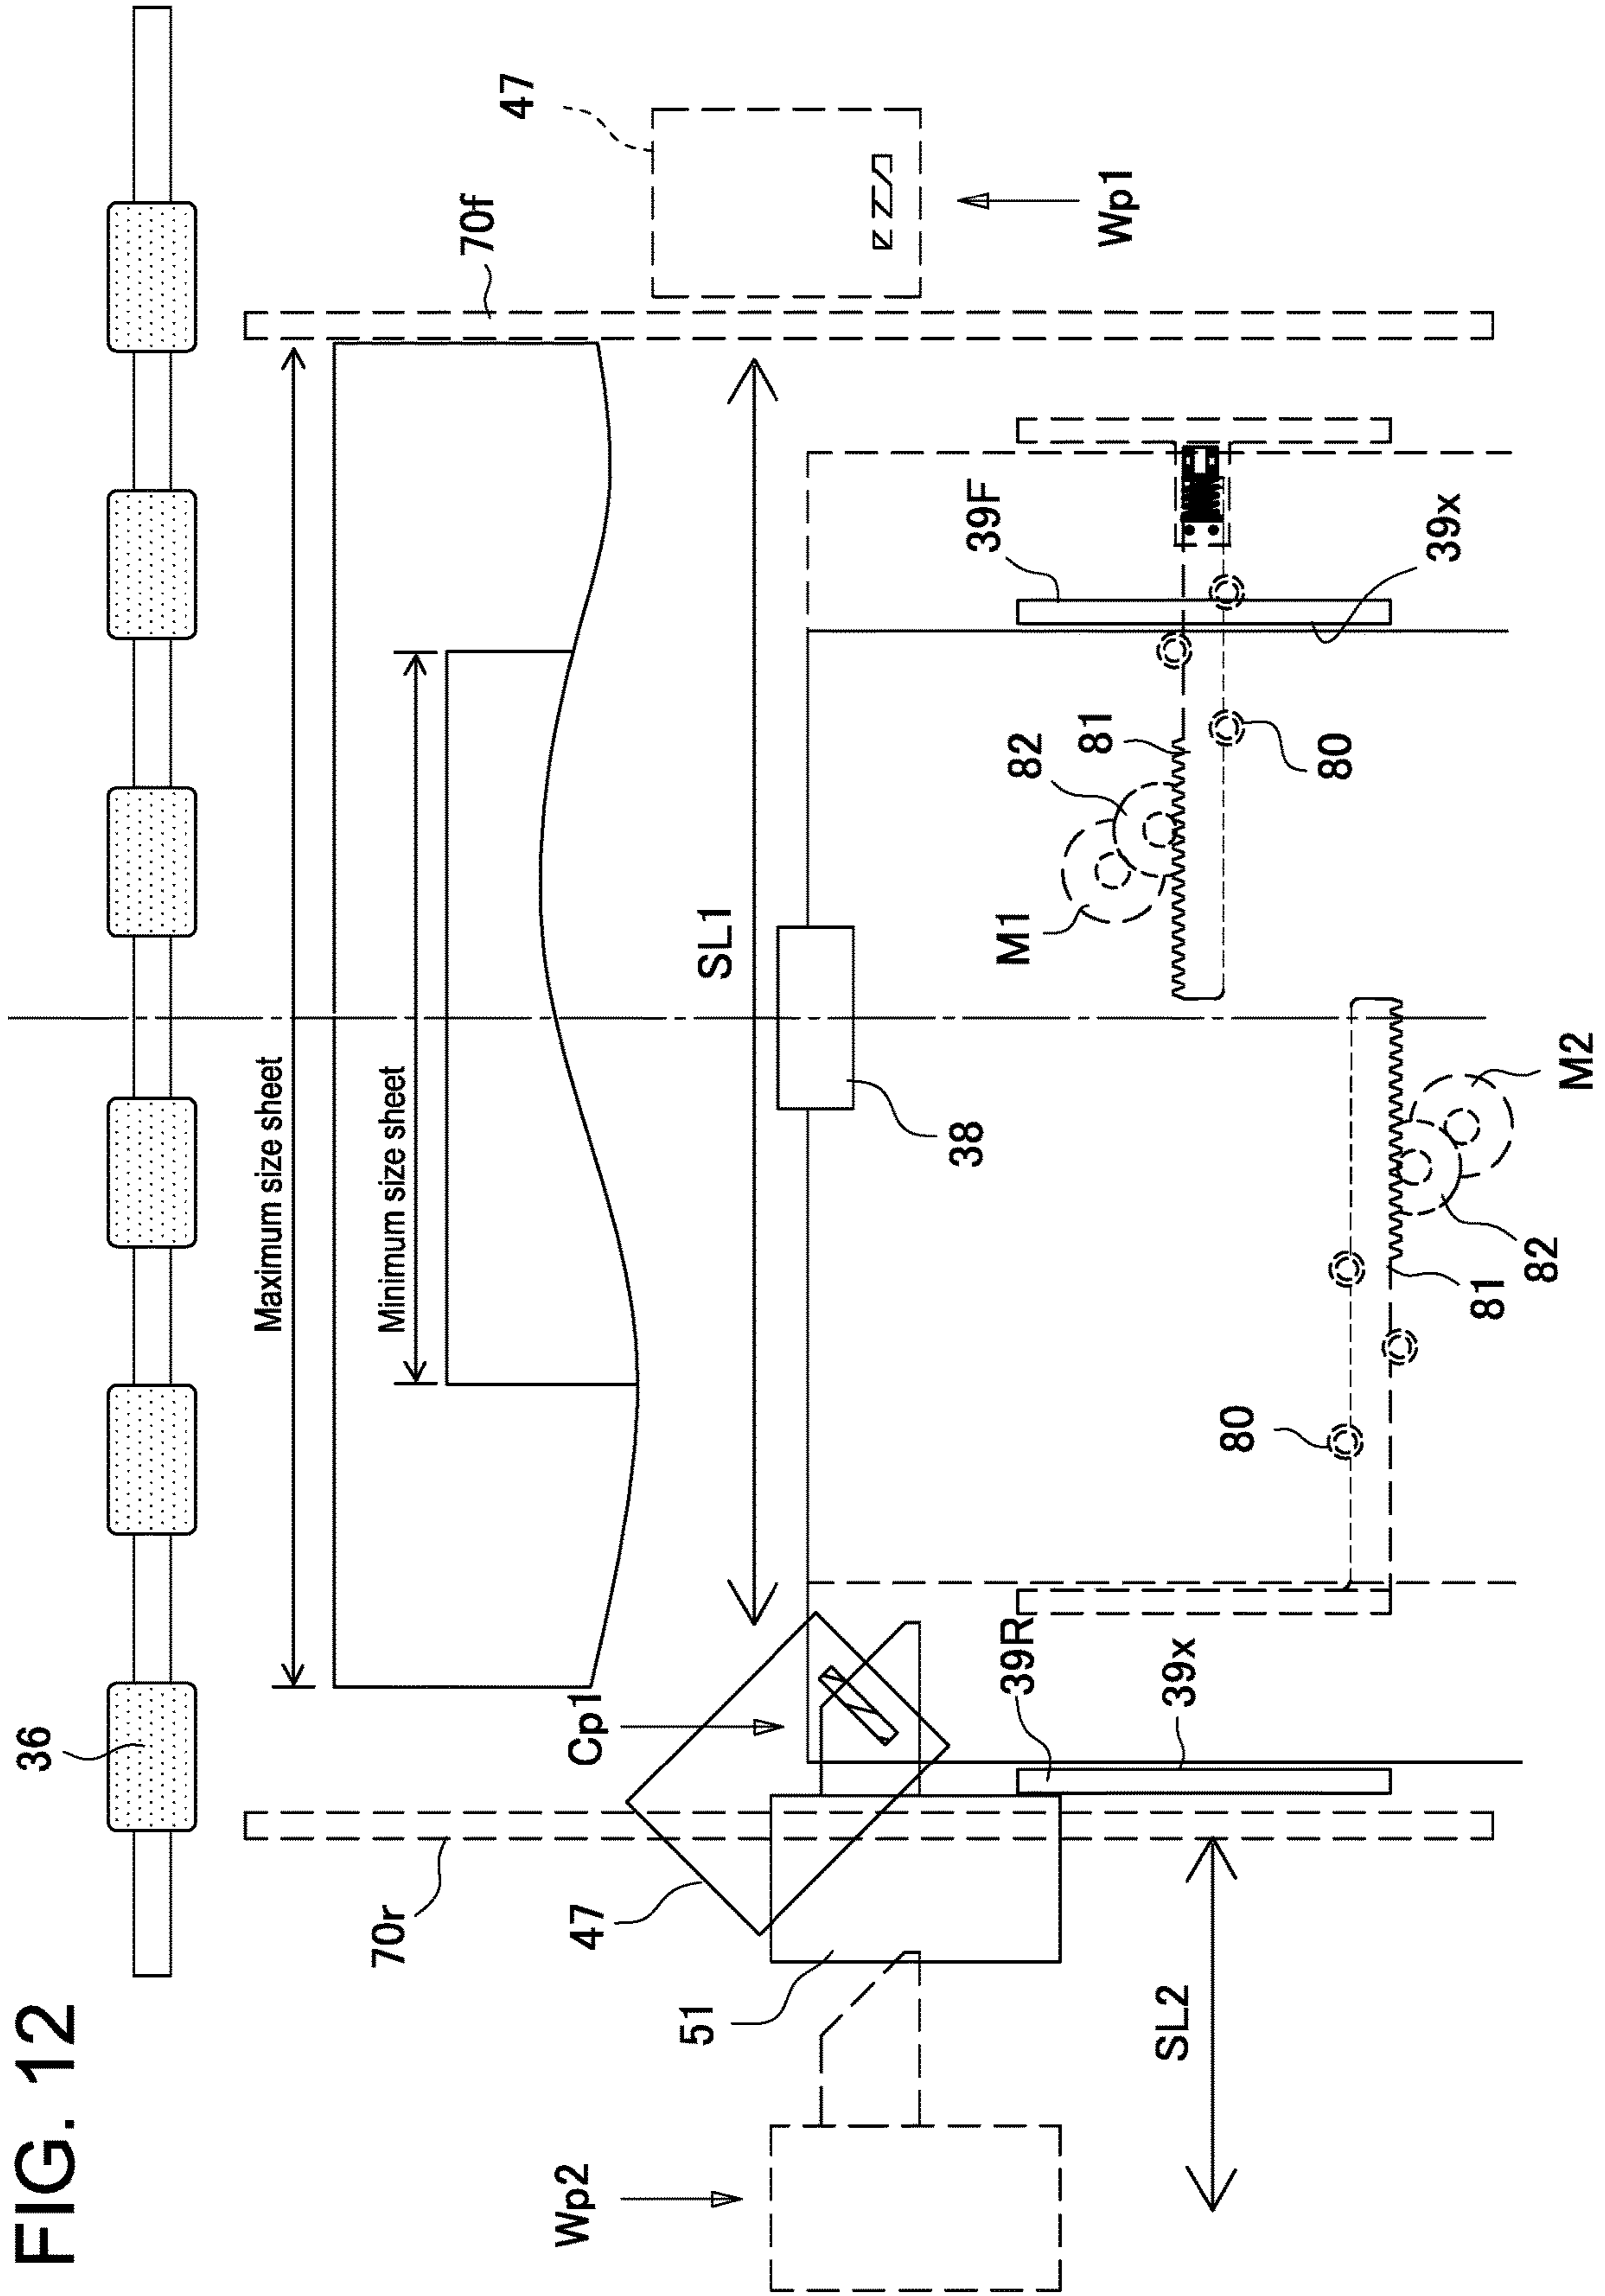 FIG. 12
36
Maximum size sheet
Minimum size sheet
70r
70f
47
47
SL1
Cp1
51
Wp2
Wp1
38
39F
39R
39x
39x
M1
82
81
80
80
81
82
M2
SL2